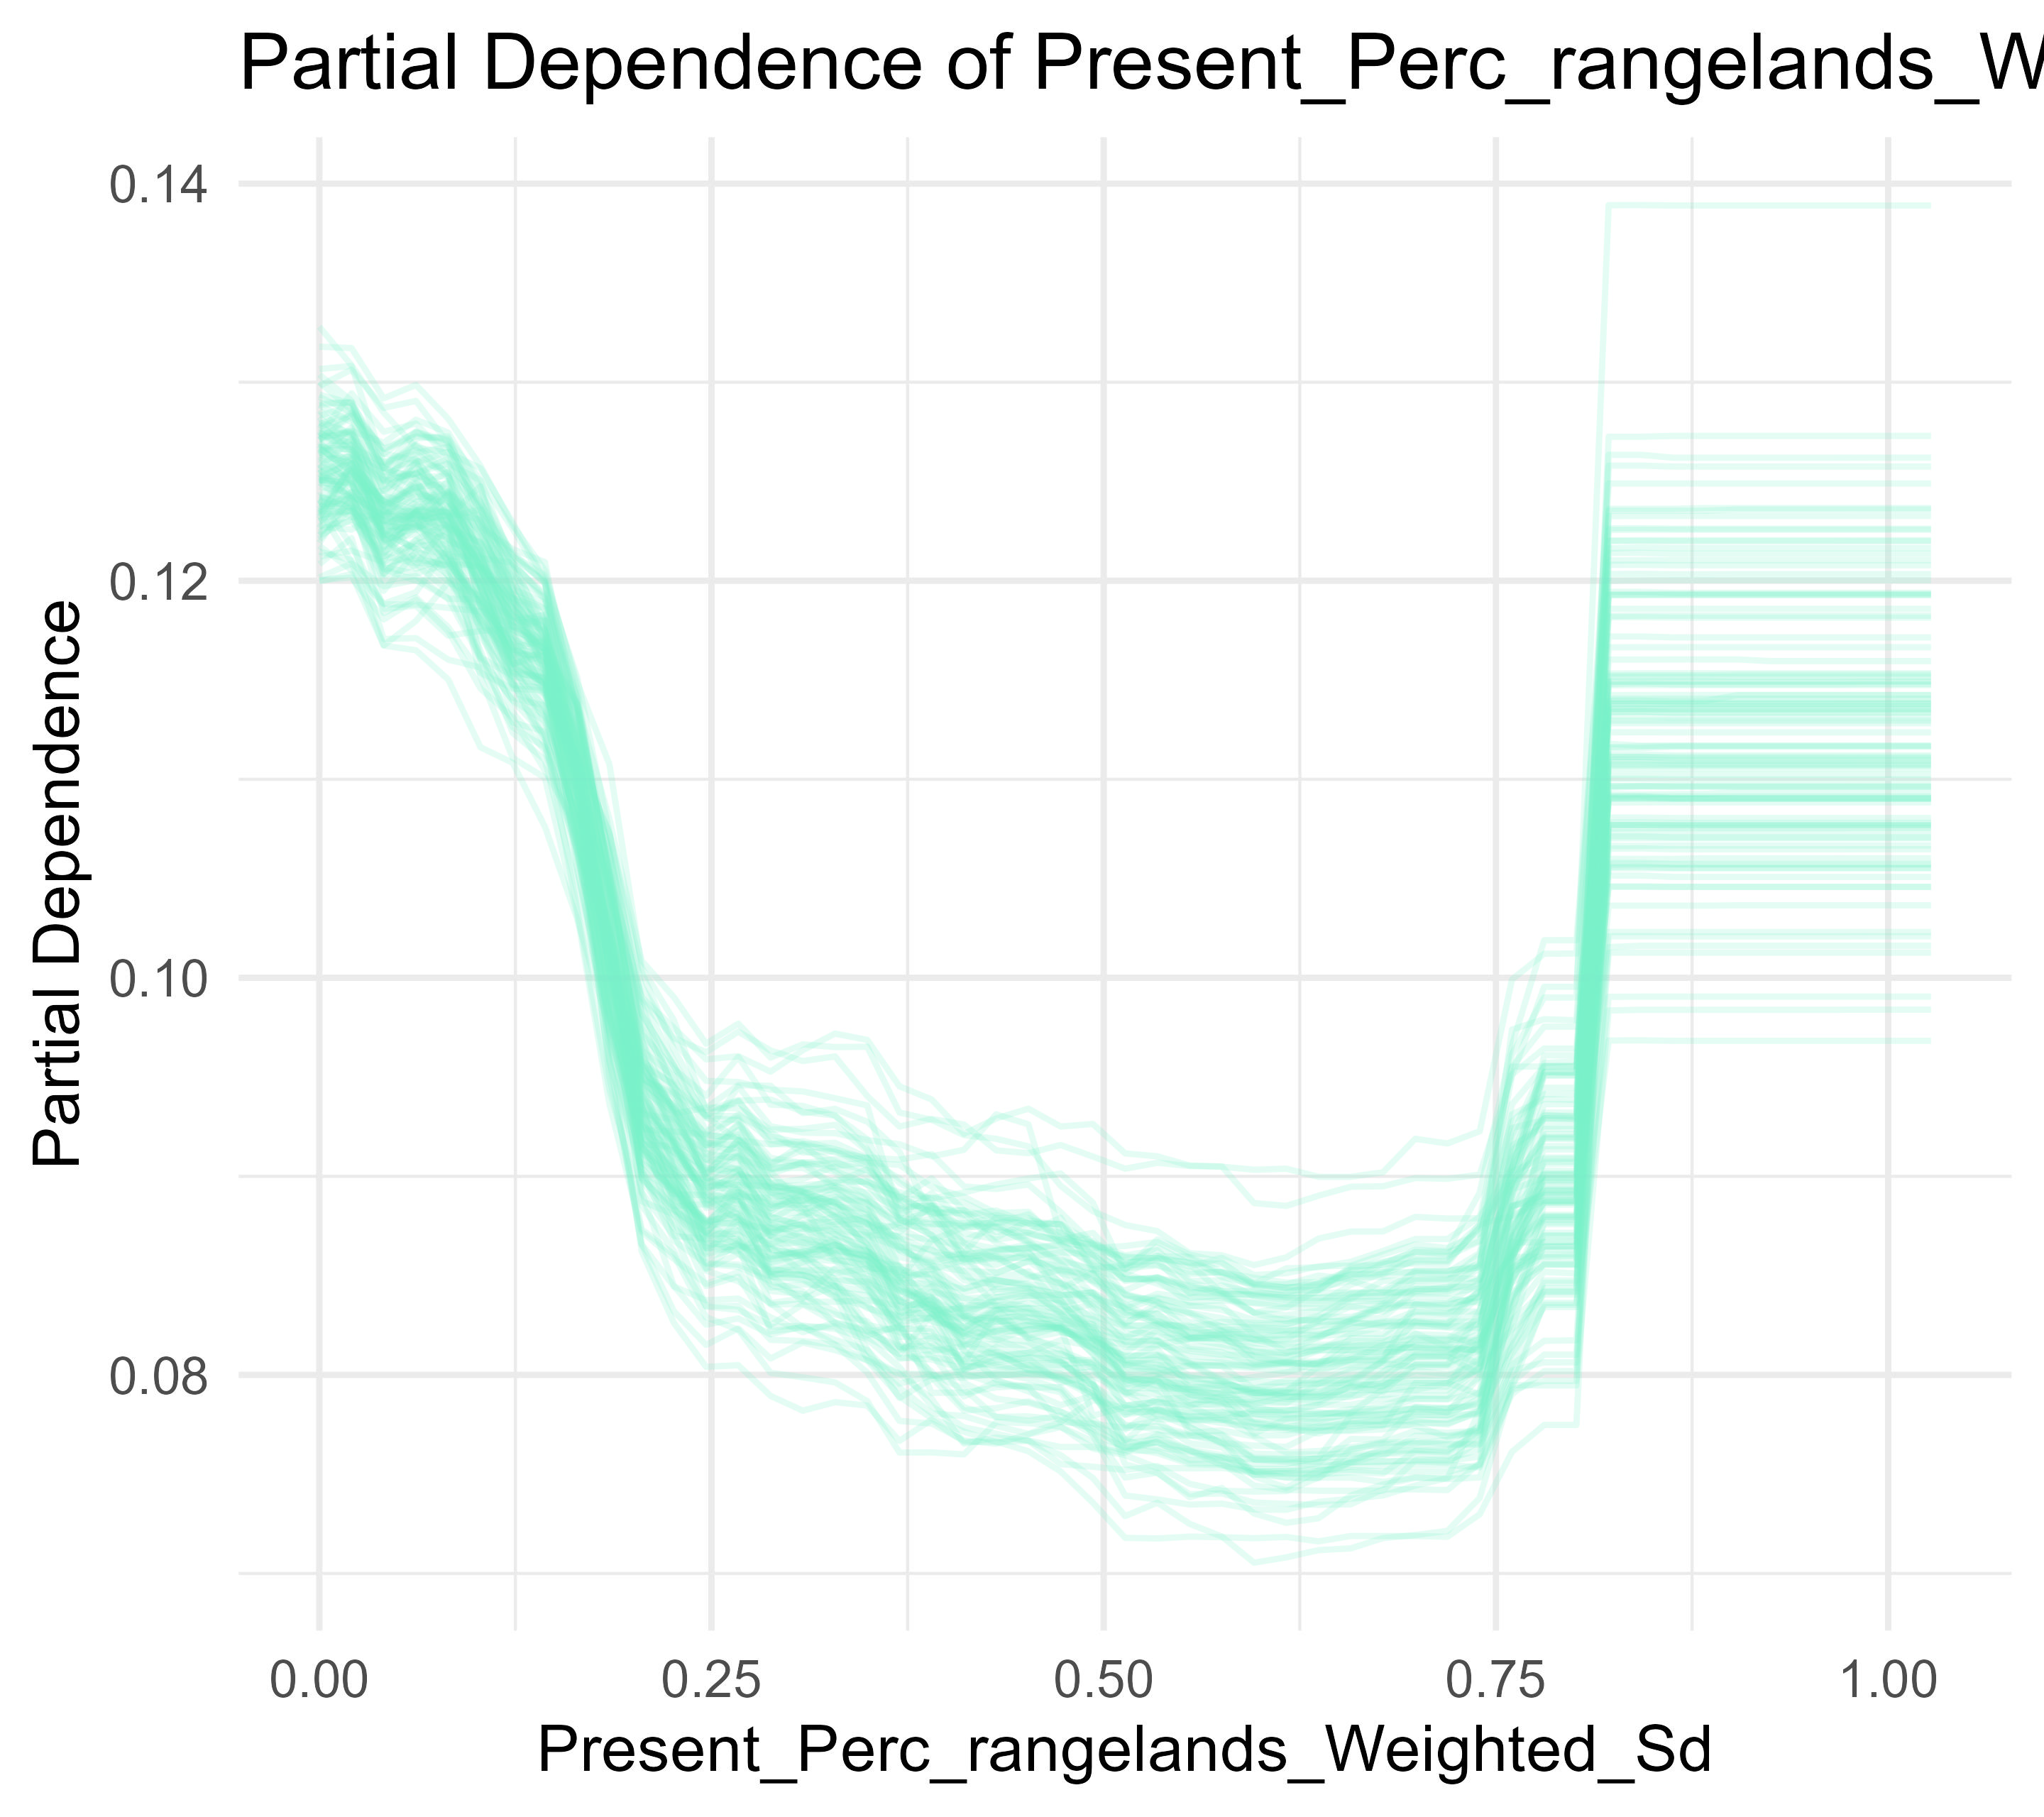 Partial Dependence of Present_Perc_rangelands_W
0.14
0.12
0.10
0.08
Partial Dependence
0.00 0.25 0.50 0.75 1.00
Present_Perc_rangelands_Weighted_Sd